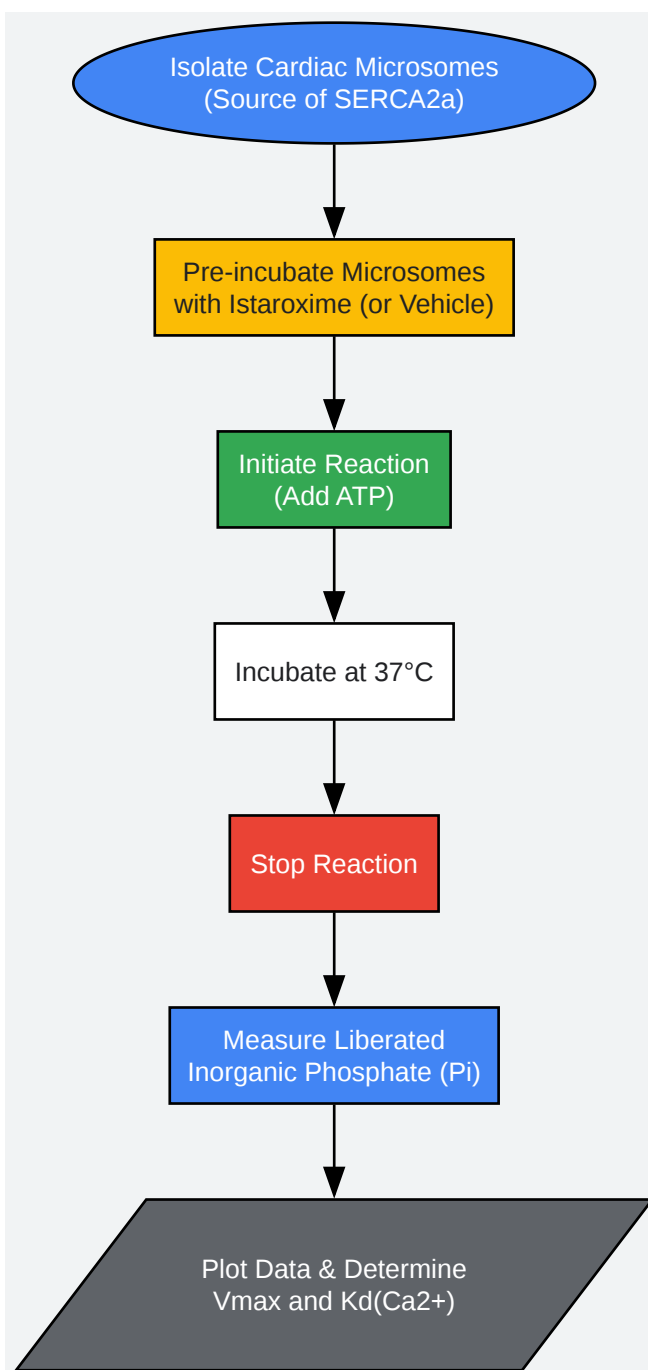 Isolate Cardiac Microsomes
(Source of SERCA2a)
Pre-incubate Microsomes
with Istaroxime (or Vehicle)
Initiate Reaction
(Add ATP)
Incubate at 37°C
Stop Reaction
Measure Liberated
Inorganic Phosphate (Pi)
Plot Data & Determine
Vmax and Kd(Ca2+)